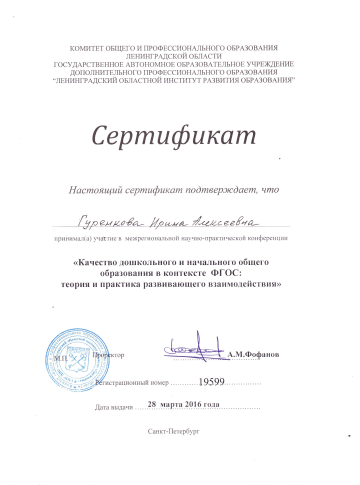 КОМИТЕТ ОБЩЕГО И ПРОФЕССИОНАЛЬНОГО ОБРАЗОВАНИЯ
ЛЕНИНГРАДСКОЙ ОБЛАСТИ
ГОСУДАРСТВЕННОЕ АВТОНОМНОЕ ОБРАЗОВАТЕЛЬНОЕ УЧРЕЖДЕНИЕ
ДОПОЛНИТЕЛЬНОГО ПРОФЕССИОНАЛЬНОГО ОБРАЗОВАНИЯ
"ЛЕНИНГРАДСКИЙ ОБЛАСТНОЙ ИНСТИТУТ РАЗВИТИЯ ОБРАЗОВАНИЯ"
Сертификат
Настоящий сертификат подтверждает, что
Гуренкова Ирина Алексеевна
принимал(а) участие в межрегиональной научно-практической конференции
«Качество дошкольного и начального общего
образования в контексте ФГОС:
теория и практика развивающего взаимодействия»
М.П. Проректор А.М.Фофанов
Регистрационный номер 19599
Дата выдачи 28 марта 2016 года
Санкт-Петербург